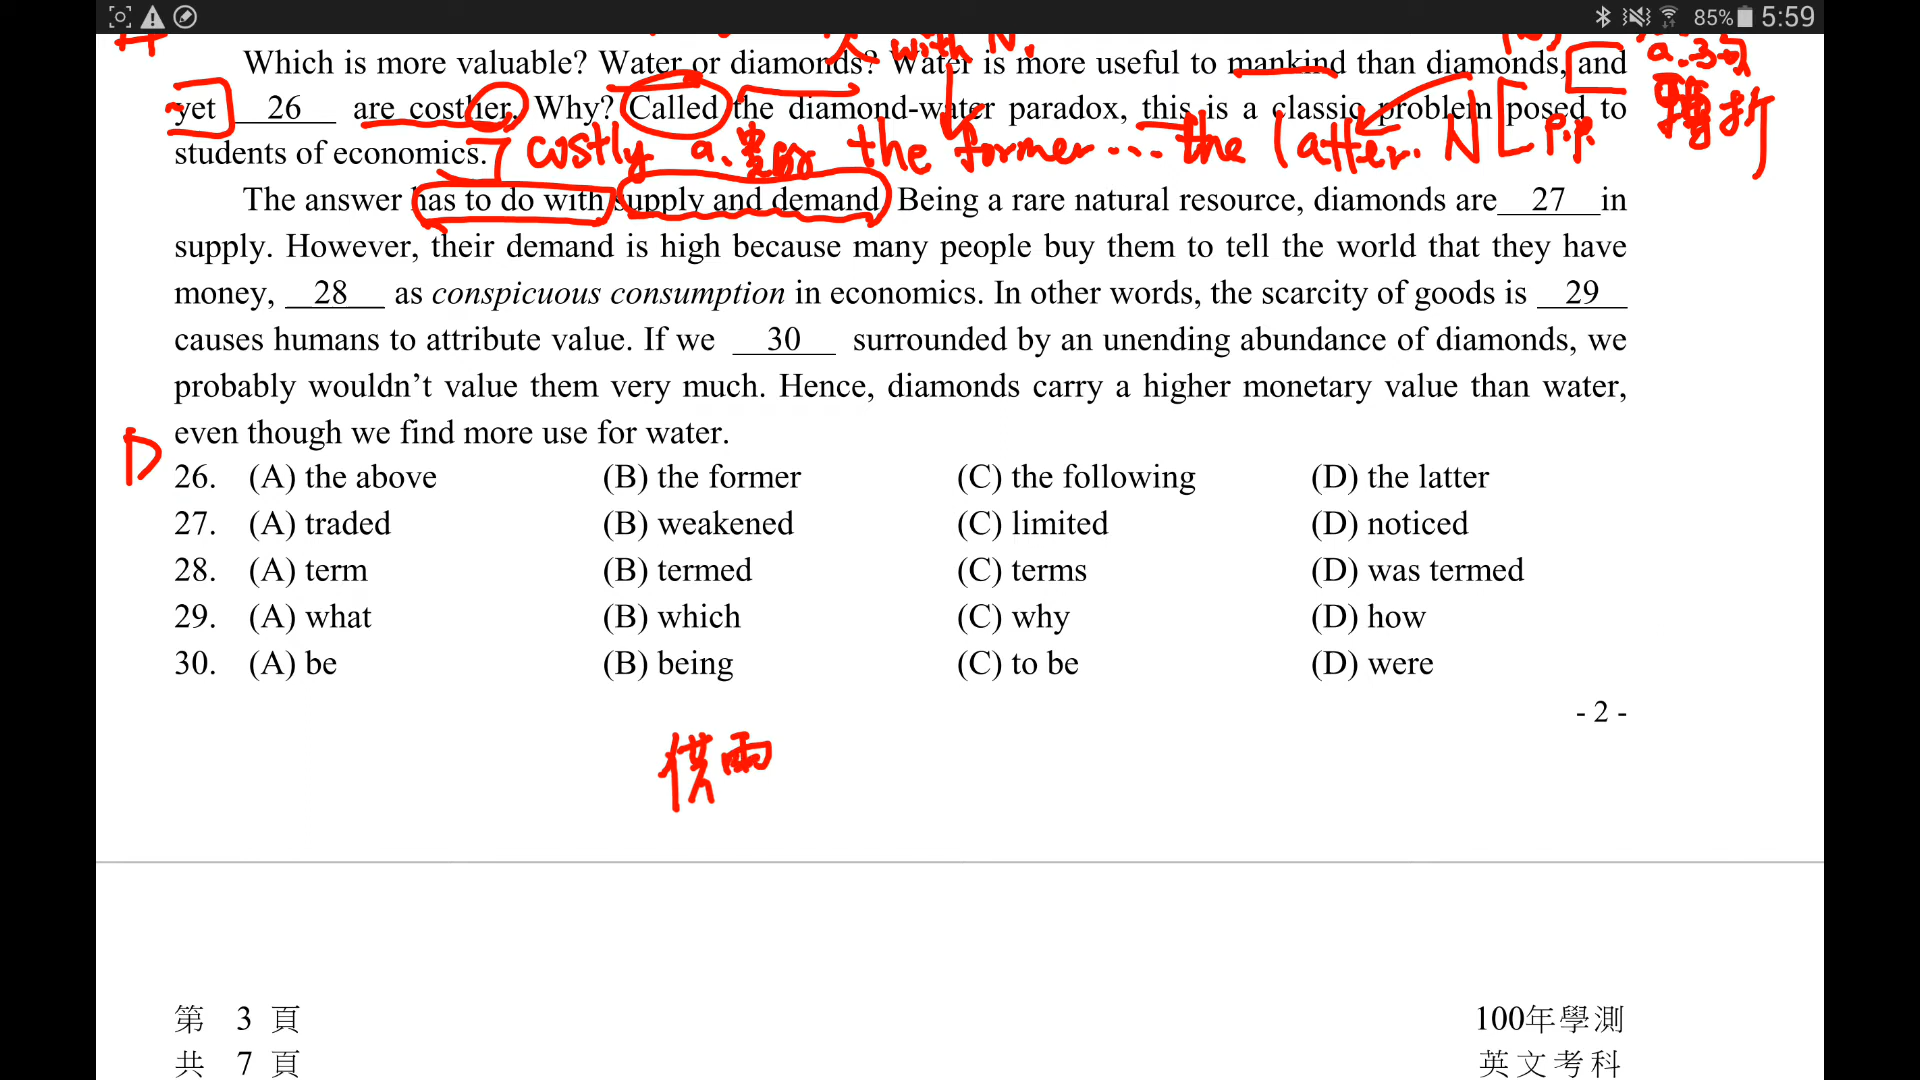 85% 5:59
with N.
a. 3句
Which is more valuable? Water or diamonds? Water is more useful to mankind than diamonds, and
yet 26 are costlier. Why? Called the diamond-water paradox, this is a classic problem posed to
轉折
students of economics.
costly a. 貴的 the former ... the latter. N [ p.p.
The answer has to do with supply and demand. Being a rare natural resource, diamonds are 27 in
supply. However, their demand is high because many people buy them to tell the world that they have
money, 28 as conspicuous consumption in economics. In other words, the scarcity of goods is 29
causes humans to attribute value. If we 30 surrounded by an unending abundance of diamonds, we
probably wouldn’t value them very much. Hence, diamonds carry a higher monetary value than water,
even though we find more use for water.
D
26. (A) the above (B) the former (C) the following (D) the latter
27. (A) traded (B) weakened (C) limited (D) noticed
28. (A) term (B) termed (C) terms (D) was termed
29. (A) what (B) which (C) why (D) how
30. (A) be (B) being (C) to be (D) were
- 2 -
供需
第 3 頁 100年學測
共 7 頁 英文考科